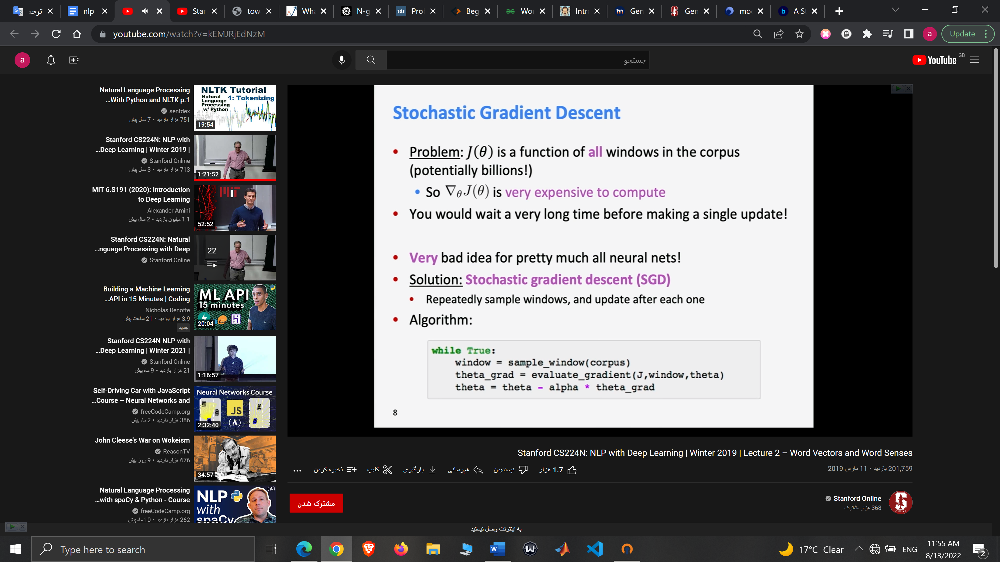 ترجمه
nlp
Star
tow
Wha
N-g
tds
Prob
Beg
Wor
Intro
m
Gen
Gen
mod
b
A St
youtube.com/watch?v=kEMJRjEdNzM
a
Update
a
جستجو
YouTube GB
NLTK Tutorial
Natural
Language
Processing
w/ Python
1: Tokenizing
19:54
Natural Language Processing
...With Python and NLTK p.1
sentdex
751 هزار بازدید • 7 سال پیش
1:21:52
Stanford CS224N: NLP with
...Deep Learning | Winter 2019 |
Stanford Online
713 هزار بازدید • 3 سال پیش
MIT
52:52
MIT 6.S191 (2020): Introduction
to Deep Learning
Alexander Amini
1.1 میلیون بازدید • 2 سال پیش
22
Stanford CS224N: Natural
...nguage Processing with Deep
Stanford Online
ML API
15 minutes
20:04
Building a Machine Learning
...API in 15 Minutes | Coding
Nicholas Renotte
3.9 هزار بازدید • 21 ساعت پیش
جدید
1:16:57
Stanford CS224N NLP with
...Deep Learning | Winter 2021 |
Stanford Online
21 هزار بازدید • 9 ماه پیش
Neural Networks Course
JS
2:32:40
Self-Driving Car with JavaScript
...Course – Neural Networks and
freeCodeCamp.org
386 هزار بازدید • 2 ماه پیش
34:57
John Cleese's War on Wokeism
ReasonTV
676 هزار بازدید • 9 روز پیش
NLP
with
spaCy
Natural Language Processing
...with spaCy & Python - Course
freeCodeCamp.org
262 هزار بازدید • 10 ماه پیش
Stochastic Gradient Descent
• Problem: J(θ) is a function of all windows in the corpus
(potentially billions!)
• So ∇θJ(θ) is very expensive to compute
• You would wait a very long time before making a single update!
• Very bad idea for pretty much all neural nets!
• Solution: Stochastic gradient descent (SGD)
• Repeatedly sample windows, and update after each one
• Algorithm:
while True:
window = sample_window(corpus)
theta_grad = evaluate_gradient(J,window,theta)
theta = theta - alpha * theta_grad
8
Stanford CS224N: NLP with Deep Learning | Winter 2019 | Lecture 2 – Word Vectors and Word Senses
201,759 بازدید • 11 مارس 2019
1.7 هزار
نپسندیدن
هم‌رسانی
بارگیری
کلیپ
ذخیره کردن
S ONLINE
Stanford Online
368 هزار مشترک
مشترک شدن
به اینترنت وصل نیستید
Type here to search
17°C Clear
ENG
11:55 AM
8/13/2022
2